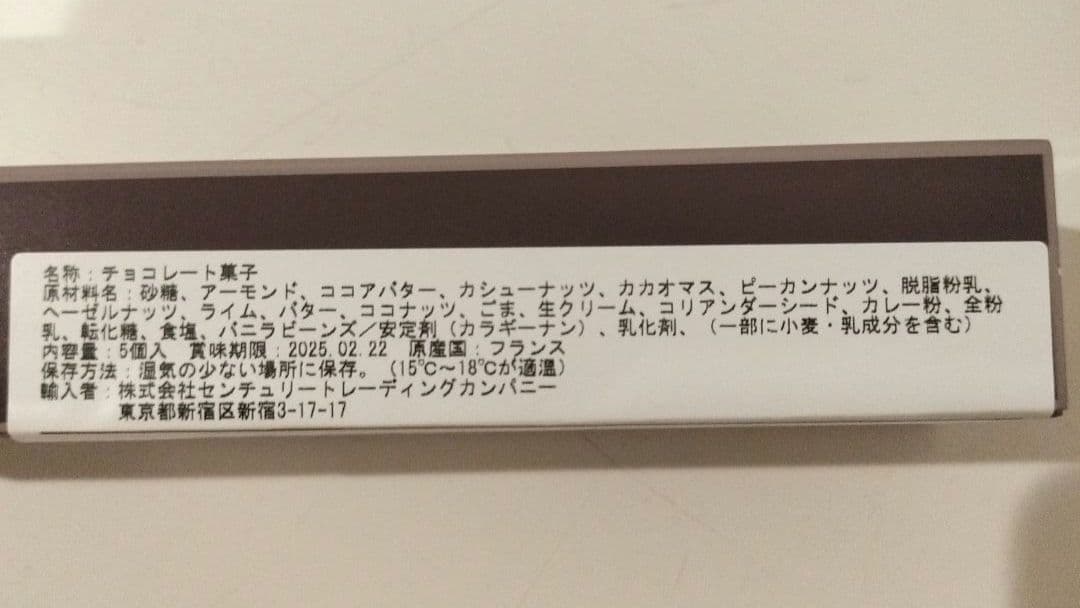 名称：チョコレート菓子
原材料名：砂糖、アーモンド、ココアバター、カシューナッツ、カカオマス、ピーカンナッツ、脱脂粉乳、
ヘーゼルナッツ、ライム、バター、ココナッツ、ごま、生クリーム、コリアンダーシード、カレー粉、全粉
乳、転化糖、食塩、バニラビーンズ／安定剤（カラギーナン）、乳化剤、（一部に小麦・乳成分を含む）
内容量：5個入　賞味期限：2025.02.22　原産国：フランス
保存方法：湿気の少ない場所に保存。（15℃～18℃が適温）
輸入者：株式会社センチュリートレーディングカンパニー
東京都新宿区新宿3-17-17